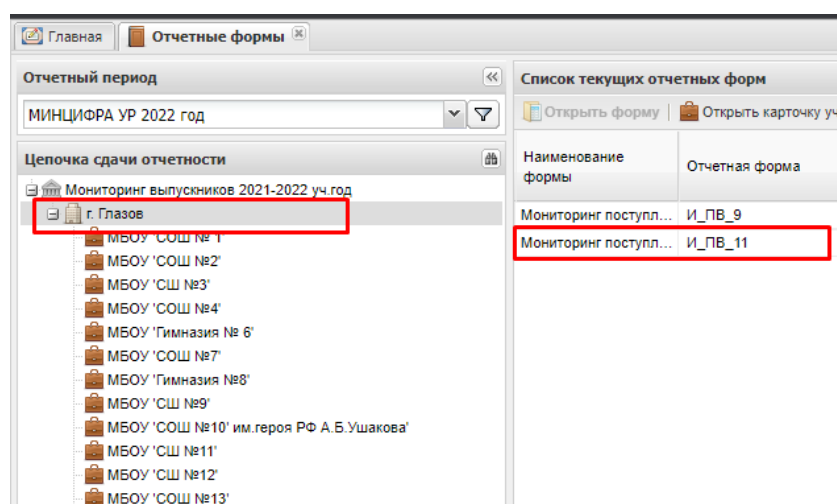 Главная
Отчетные формы
Отчетный период
МИНЦИФРА УР 2022 год
Цепочка сдачи отчетности
Мониторинг выпускников 2021-2022 уч.год
г. Глазов
МБОУ 'СОШ № 1'
МБОУ 'СОШ №2'
МБОУ 'СШ №3'
МБОУ 'СОШ №4'
МБОУ 'Гимназия № 6'
МБОУ 'СОШ №7'
МБОУ 'Гимназия №8'
МБОУ 'СШ №9'
МБОУ 'СОШ №10' им.героя РФ А.Б.Ушакова'
МБОУ 'СШ №11'
МБОУ 'СШ №12'
МБОУ 'СОШ №13'
Список текущих отчетных форм
Открыть форму Открыть карточку уч
Наименование формы
Отчетная форма
Мониторинг поступл... И_ПВ_9
Мониторинг поступл... И_ПВ_11